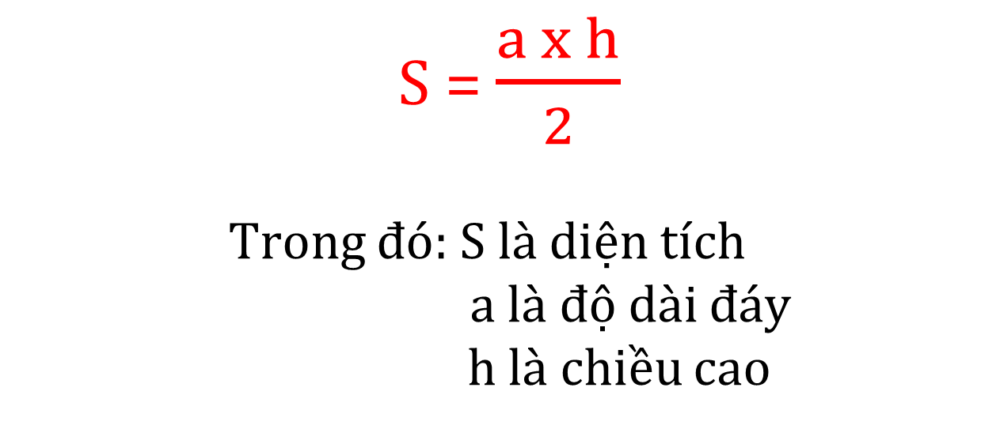 S = a x h
2
Trong đó: S là diện tích
a là độ dài đáy
h là chiều cao